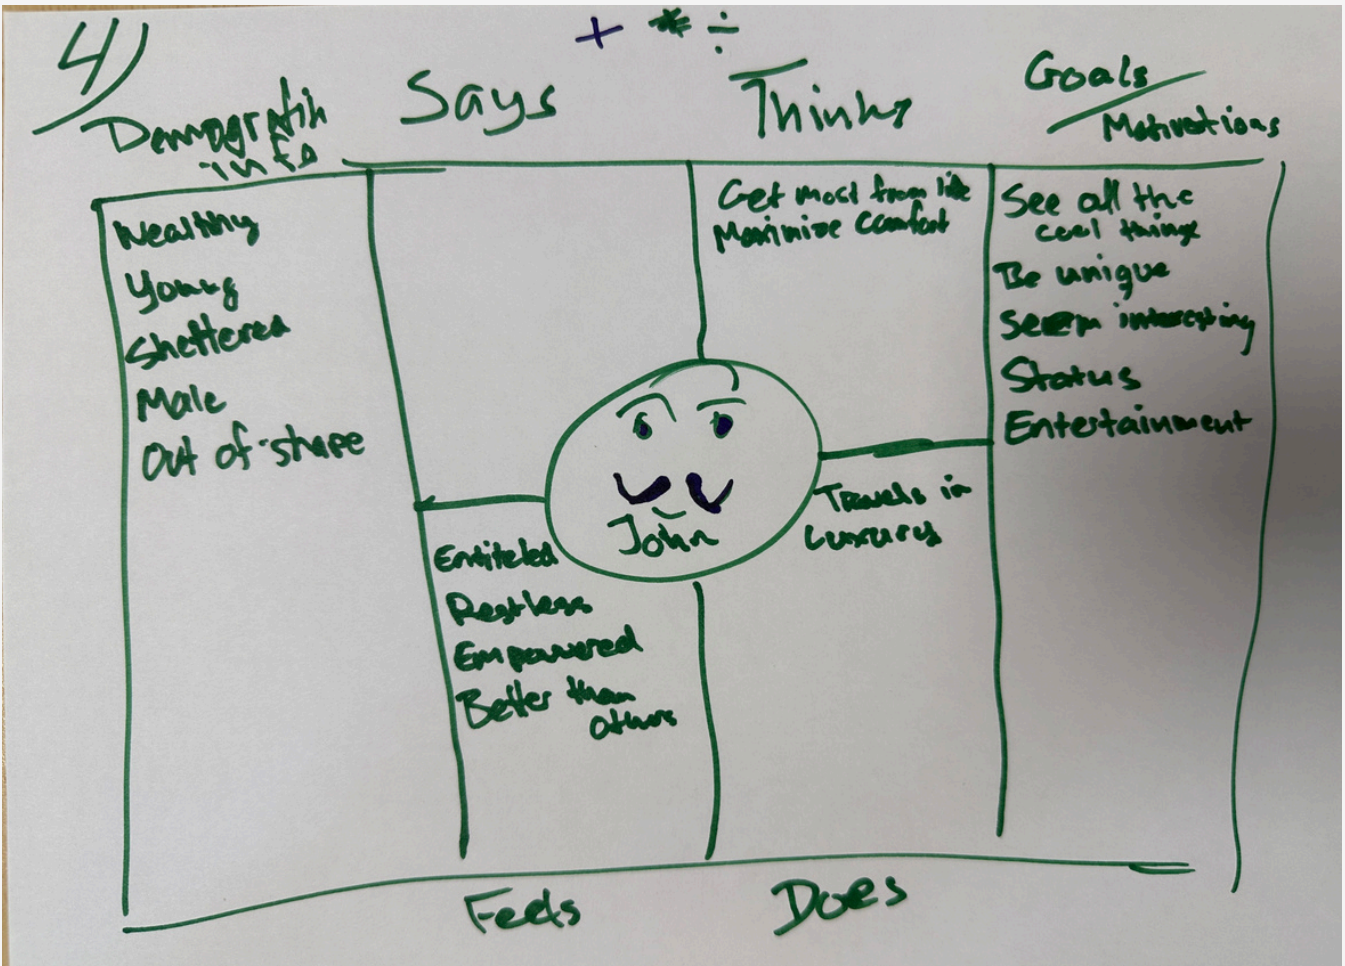 4)
+ * ÷
Demografih
info
Says
Thinks
Goals
/
Motivations
Wealthy
Young
Sheltered
Male
Out of shape
Get most from life
Maximize comfort
See all the
cool things
Be unique
Seem interesting
Status
Entertainment
John
Entiteled
Restless
Empowered
Better than
others
Travels in
Luxury
Feels
Does